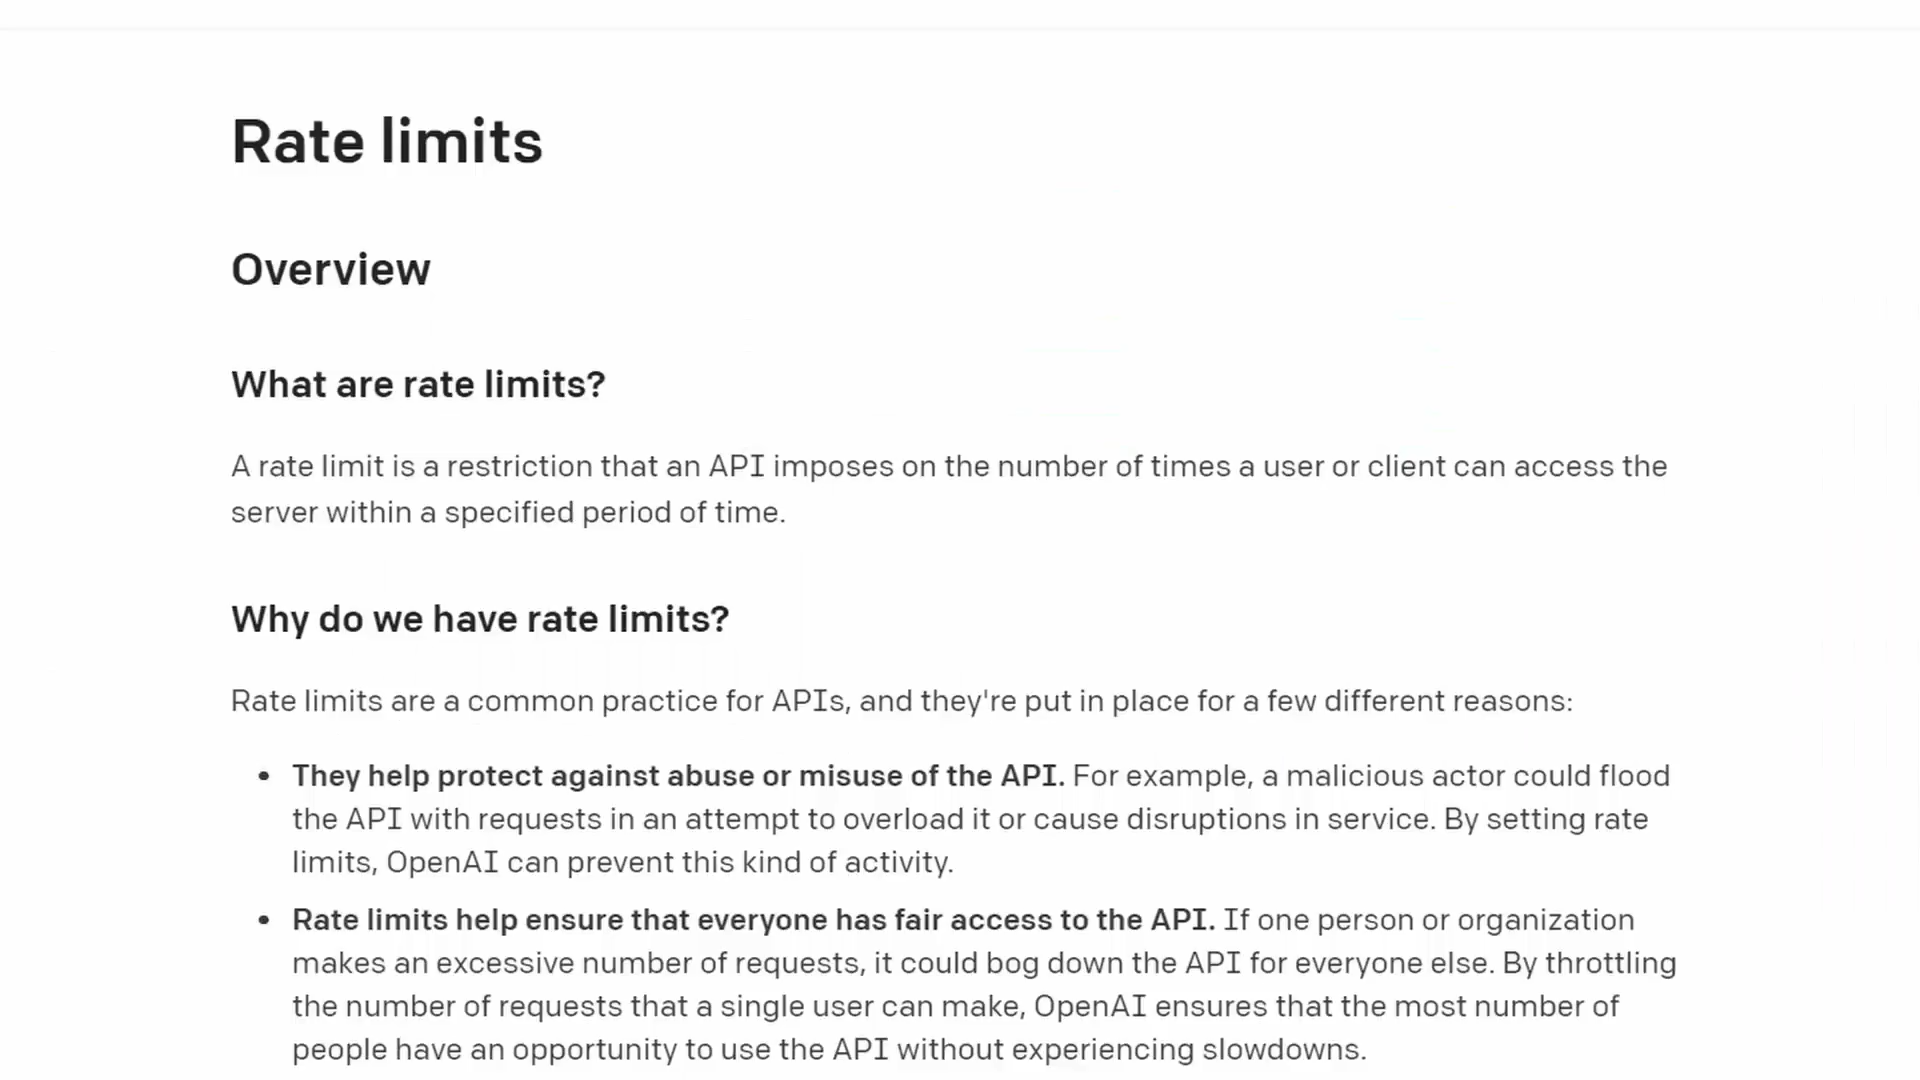 Rate limits
Overview
What are rate limits?
A rate limit is a restriction that an API imposes on the number of times a user or client can access the
server within a specified period of time.
Why do we have rate limits?
Rate limits are a common practice for APIs, and they're put in place for a few different reasons:
• They help protect against abuse or misuse of the API. For example, a malicious actor could flood
the API with requests in an attempt to overload it or cause disruptions in service. By setting rate
limits, OpenAI can prevent this kind of activity.
• Rate limits help ensure that everyone has fair access to the API. If one person or organization
makes an excessive number of requests, it could bog down the API for everyone else. By throttling
the number of requests that a single user can make, OpenAI ensures that the most number of
people have an opportunity to use the API without experiencing slowdowns.